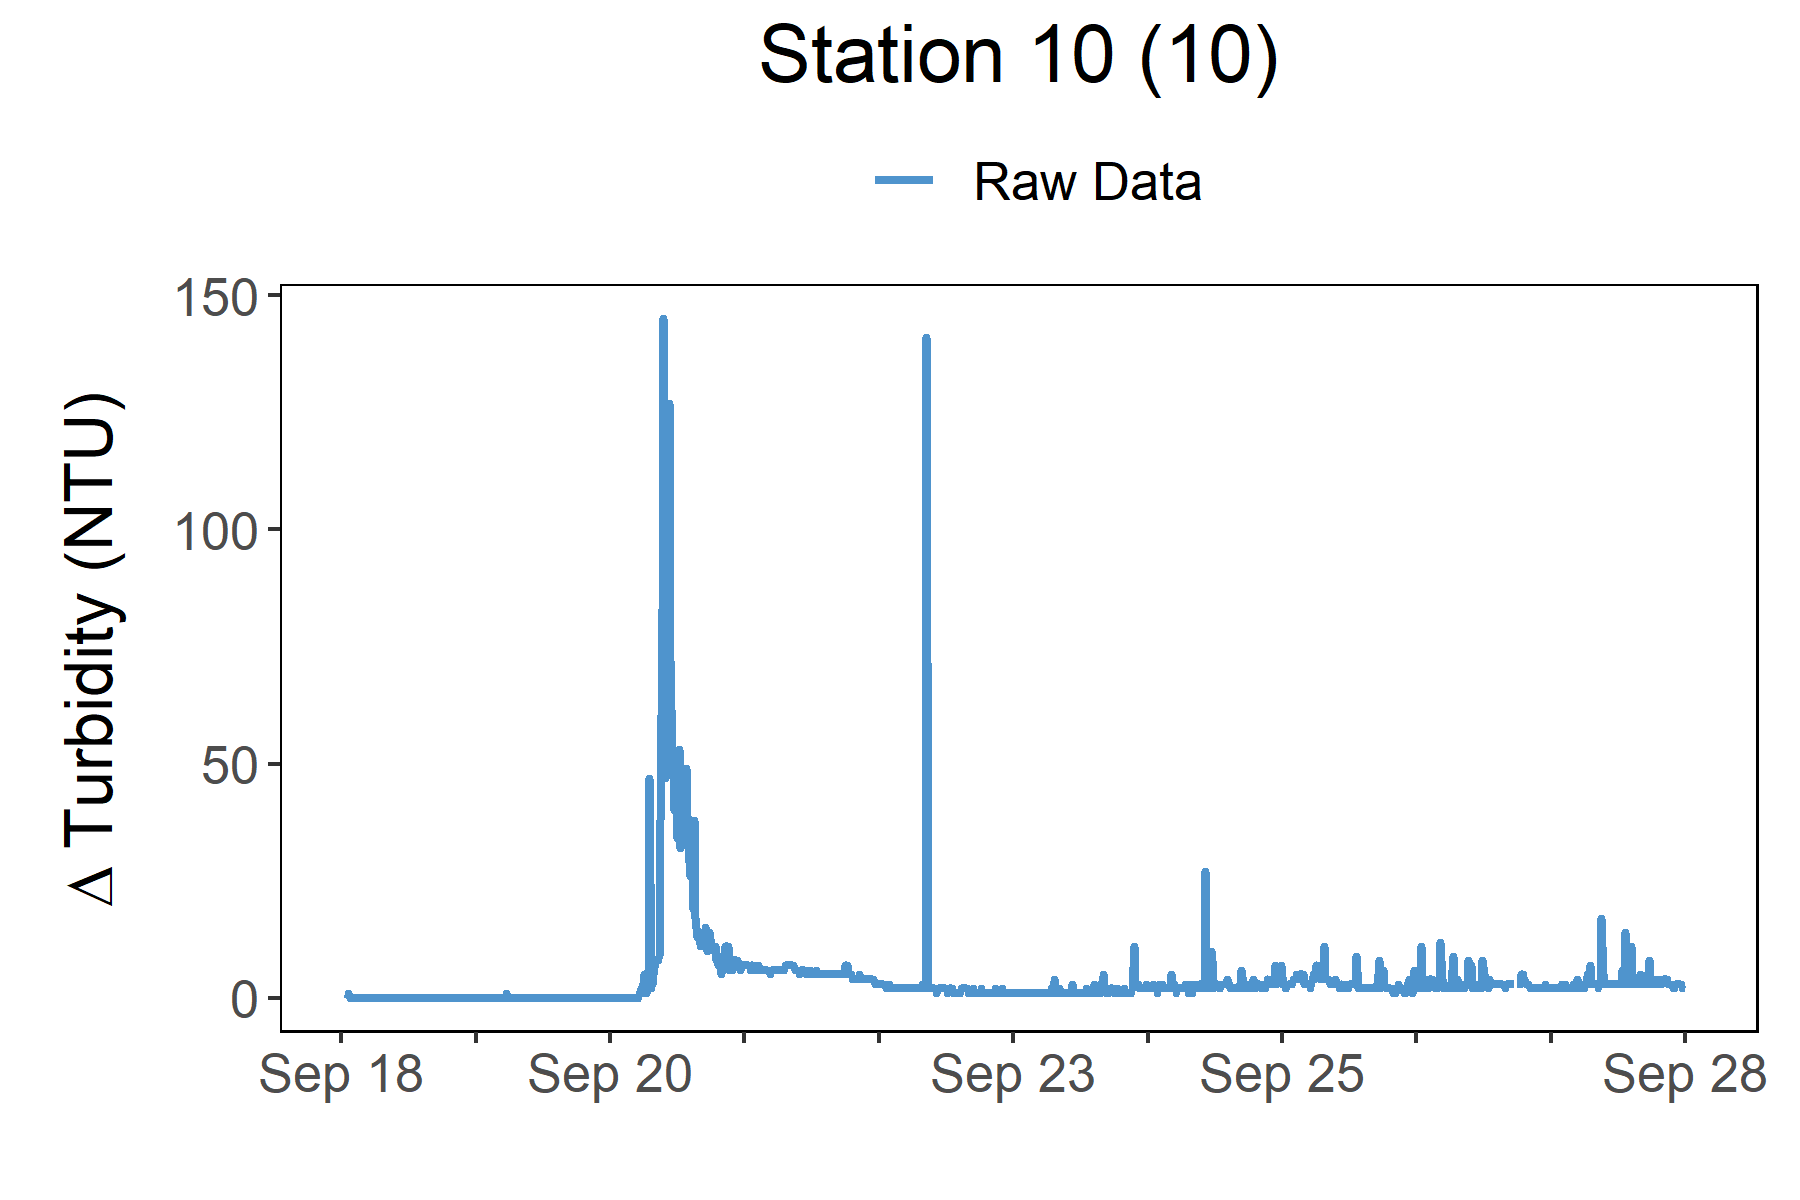 Station 10 (10)
Raw Data
Δ Turbidity (NTU)
150
100
50
0
Sep 18 Sep 20 Sep 23 Sep 25 Sep 28